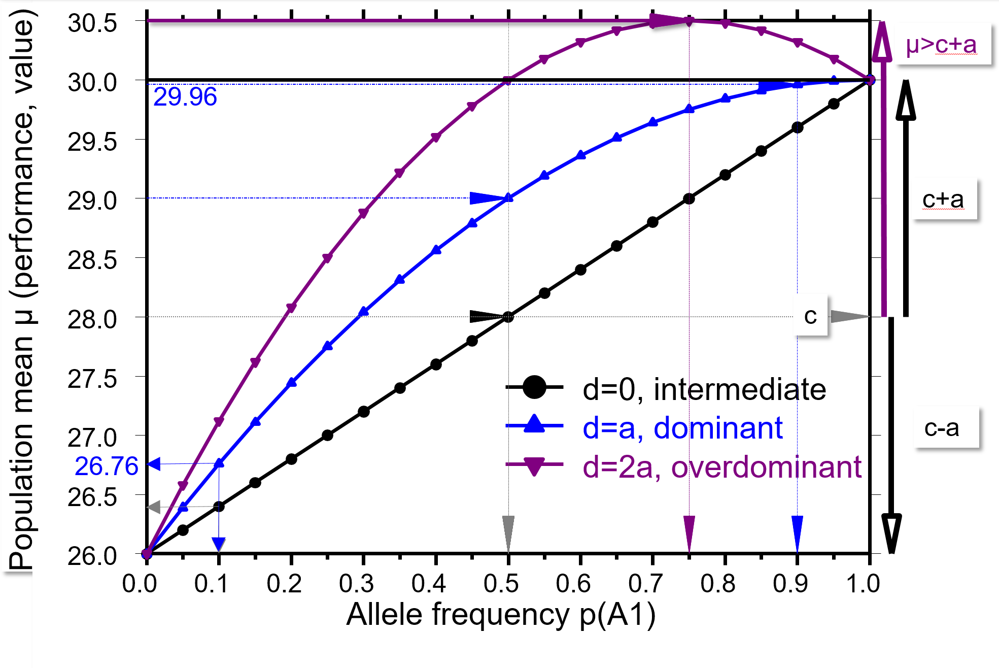 Population mean μ (performance, value)
30.5
30.0
29.5
29.0
28.5
28.0
27.5
27.0
26.5
26.0
29.96
26.76
μ>c+a
c+a
c
c-a
d=0, intermediate
d=a, dominant
d=2a, overdominant
0.0 0.1 0.2 0.3 0.4 0.5 0.6 0.7 0.8 0.9 1.0
Allele frequency p(A1)